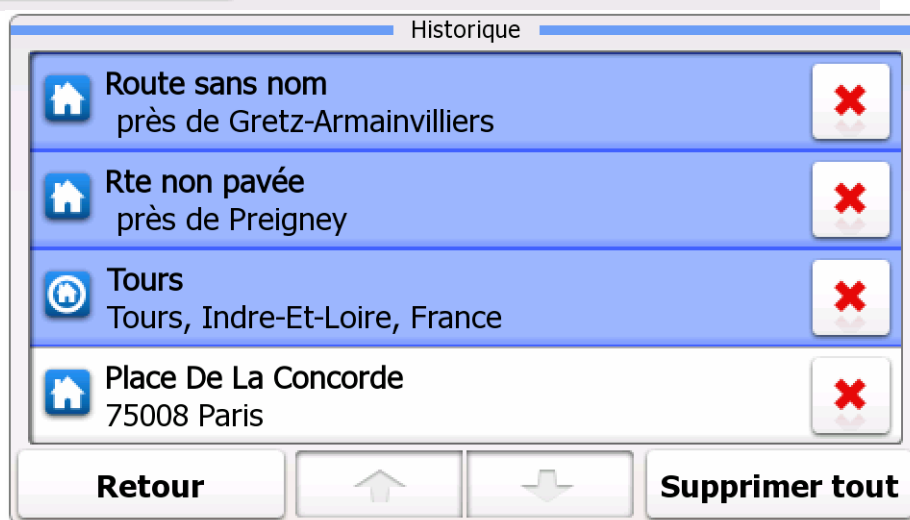 Historique
Route sans nom
près de Gretz-Armainvilliers
Rte non pavée
près de Preigney
Tours
Tours, Indre-Et-Loire, France
Place De La Concorde
75008 Paris
Retour
Supprimer tout